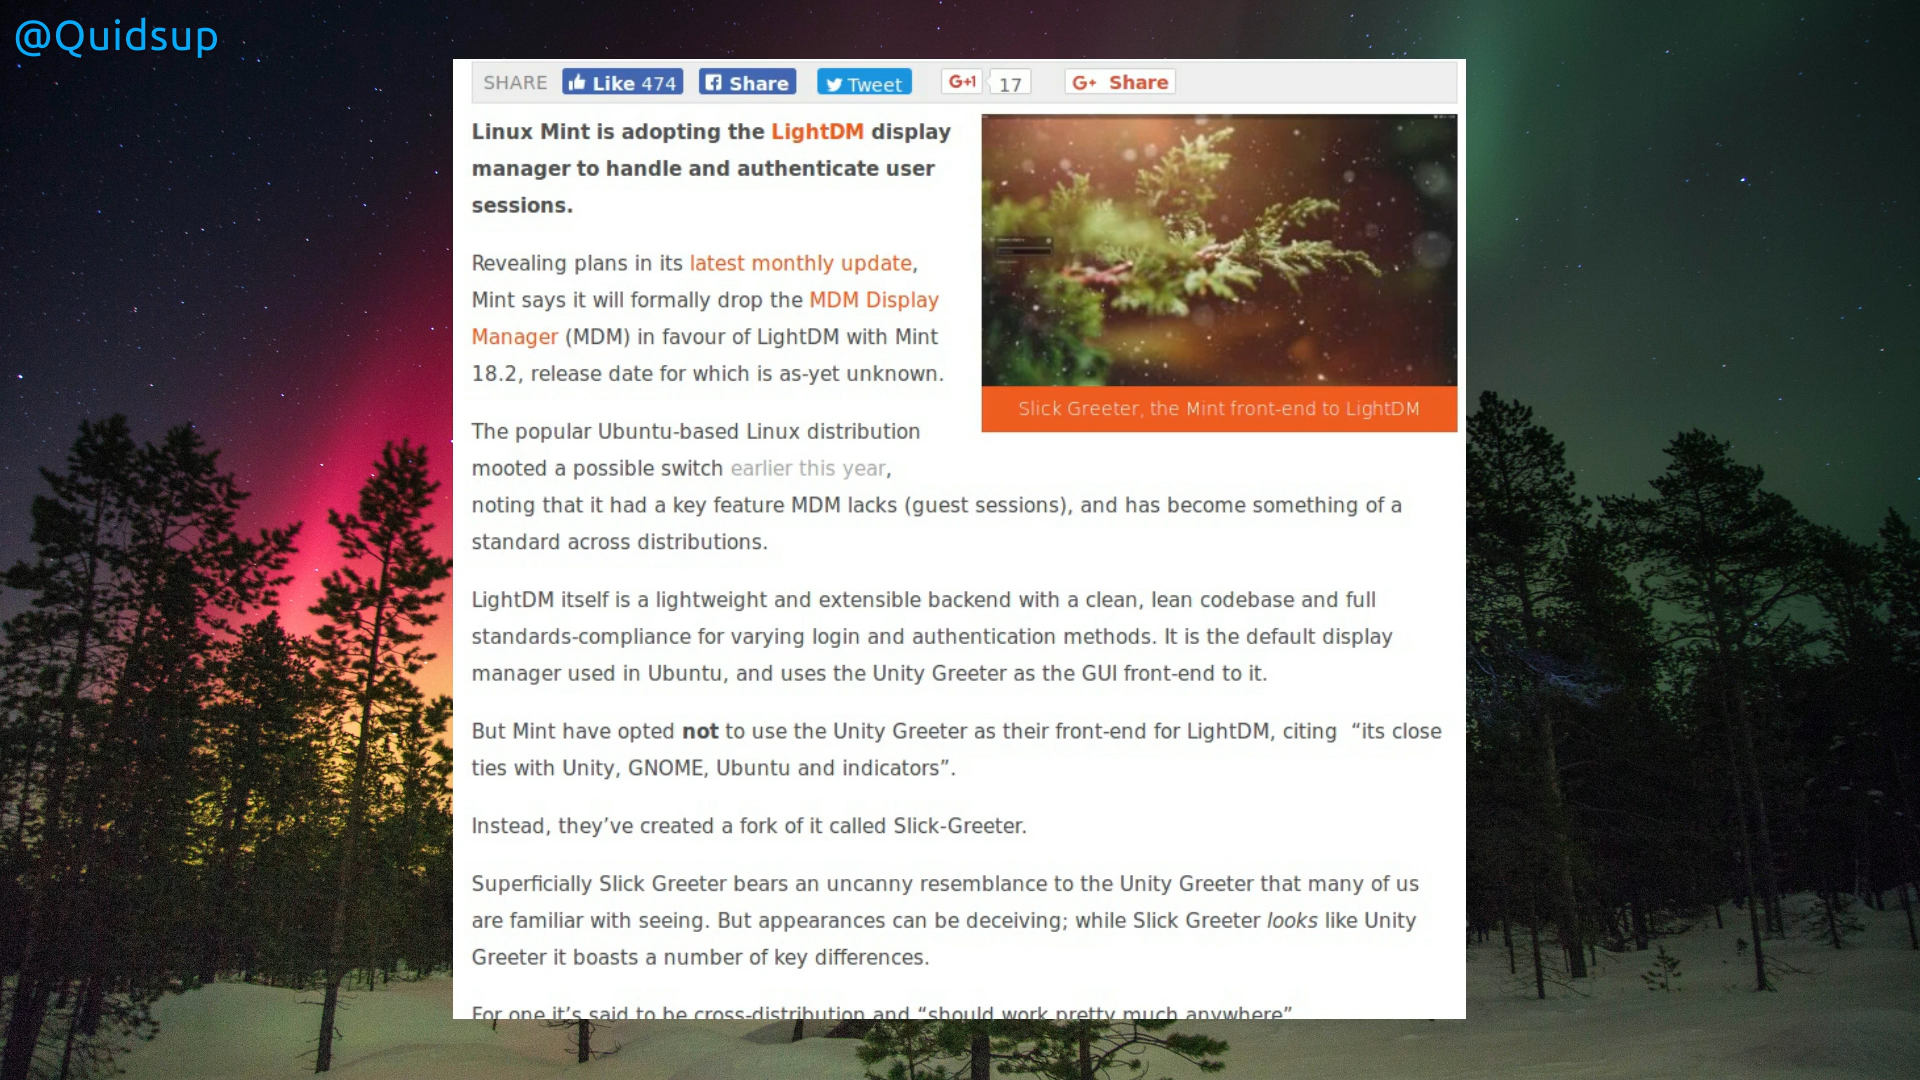 @Quidsup
SHARE Like 474 Share Tweet G+1 17 G+ Share
Linux Mint is adopting the LightDM display
manager to handle and authenticate user
sessions.
Revealing plans in its latest monthly update,
Mint says it will formally drop the MDM Display
Manager (MDM) in favour of LightDM with Mint
18.2, release date for which is as-yet unknown.
Slick Greeter, the Mint front-end to LightDM
The popular Ubuntu-based Linux distribution
mooted a possible switch earlier this year,
noting that it had a key feature MDM lacks (guest sessions), and has become something of a
standard across distributions.
LightDM itself is a lightweight and extensible backend with a clean, lean codebase and full
standards-compliance for varying login and authentication methods. It is the default display
manager used in Ubuntu, and uses the Unity Greeter as the GUI front-end to it.
But Mint have opted not to use the Unity Greeter as their front-end for LightDM, citing  “its close
ties with Unity, GNOME, Ubuntu and indicators”.
Instead, they’ve created a fork of it called Slick-Greeter.
Superficially Slick Greeter bears an uncanny resemblance to the Unity Greeter that many of us
are familiar with seeing. But appearances can be deceiving; while Slick Greeter looks like Unity
Greeter it boasts a number of key differences.
For one it’s said to be cross-distribution and “should work pretty much anywhere”